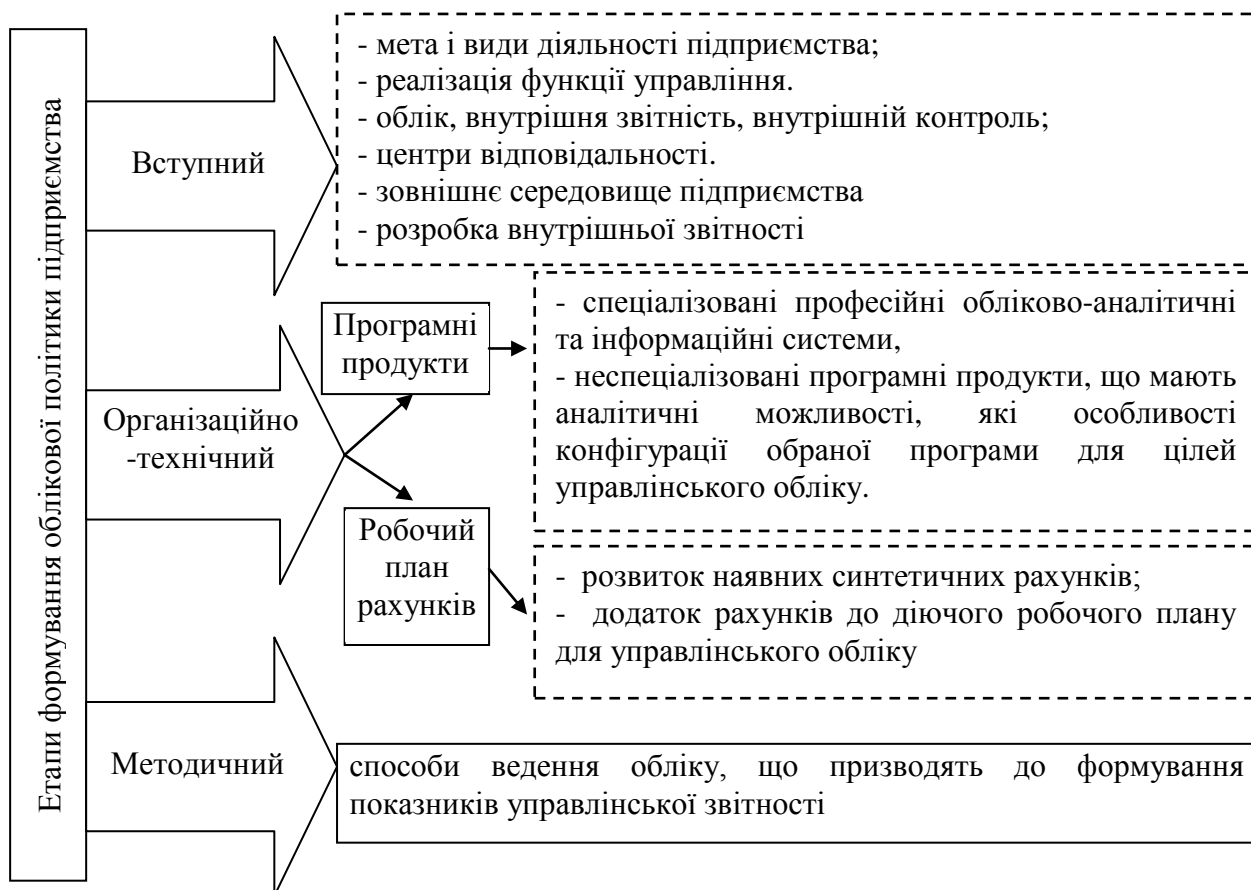 Етапи формування облікової політики підприємства
Вступний
- мета і види діяльності підприємства;
- реалізація функції управління.
- облік, внутрішня звітність, внутрішній контроль;
- центри відповідальності.
- зовнішнє середовище підприємства
- розробка внутрішньої звітності
Організаційно
-технічний
Програмні
продукти
- спеціалізовані професійні обліково-аналітичні
та інформаційні системи,
- неспеціалізовані програмні продукти, що мають
аналітичні можливості, які особливості
конфігурації обраної програми для цілей
управлінського обліку.
Робочий
план
рахунків
- розвиток наявних синтетичних рахунків;
- додаток рахунків до діючого робочого плану
для управлінського обліку
Методичний
способи ведення обліку, що призводять до формування
показників управлінської звітності